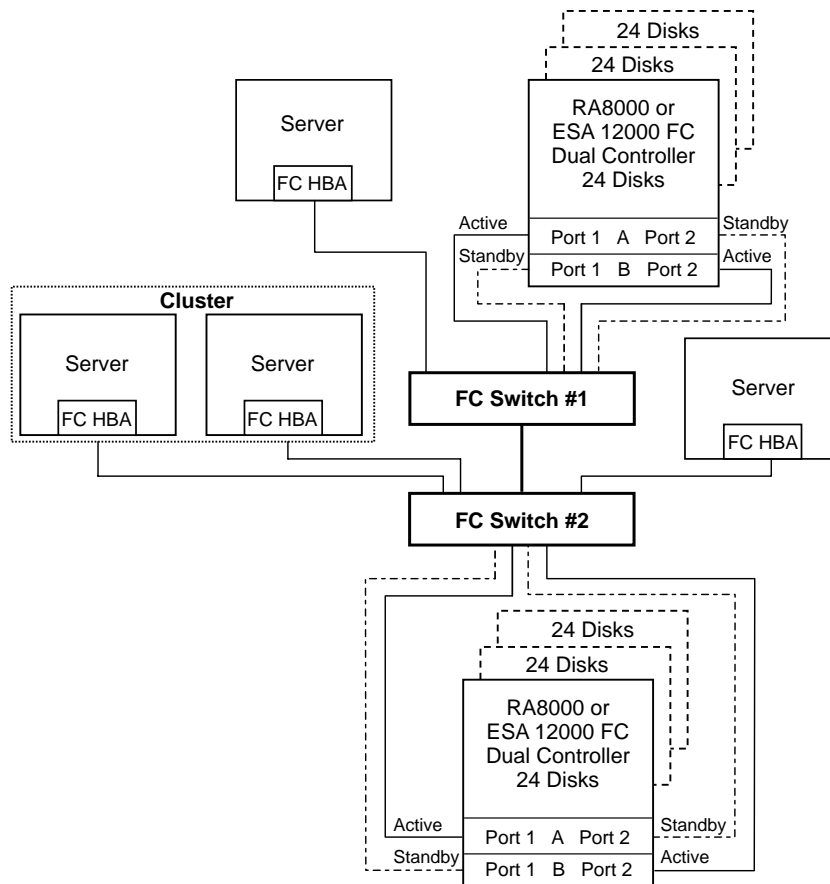 24 Disks
24 Disks
RA8000 or
ESA 12000 FC
Dual Controller
24 Disks
Server
FC HBA
Active
Standby
Port 1 A Port 2
Standby
Active
Port 1 B Port 2
Cluster
Server
FC HBA
Server
FC HBA
FC Switch #1
Server
FC HBA
FC Switch #2
24 Disks
24 Disks
RA8000 or
ESA 12000 FC
Dual Controller
24 Disks
Active
Port 1 A Port 2
Standby
Standby
Port 1 B Port 2
Active